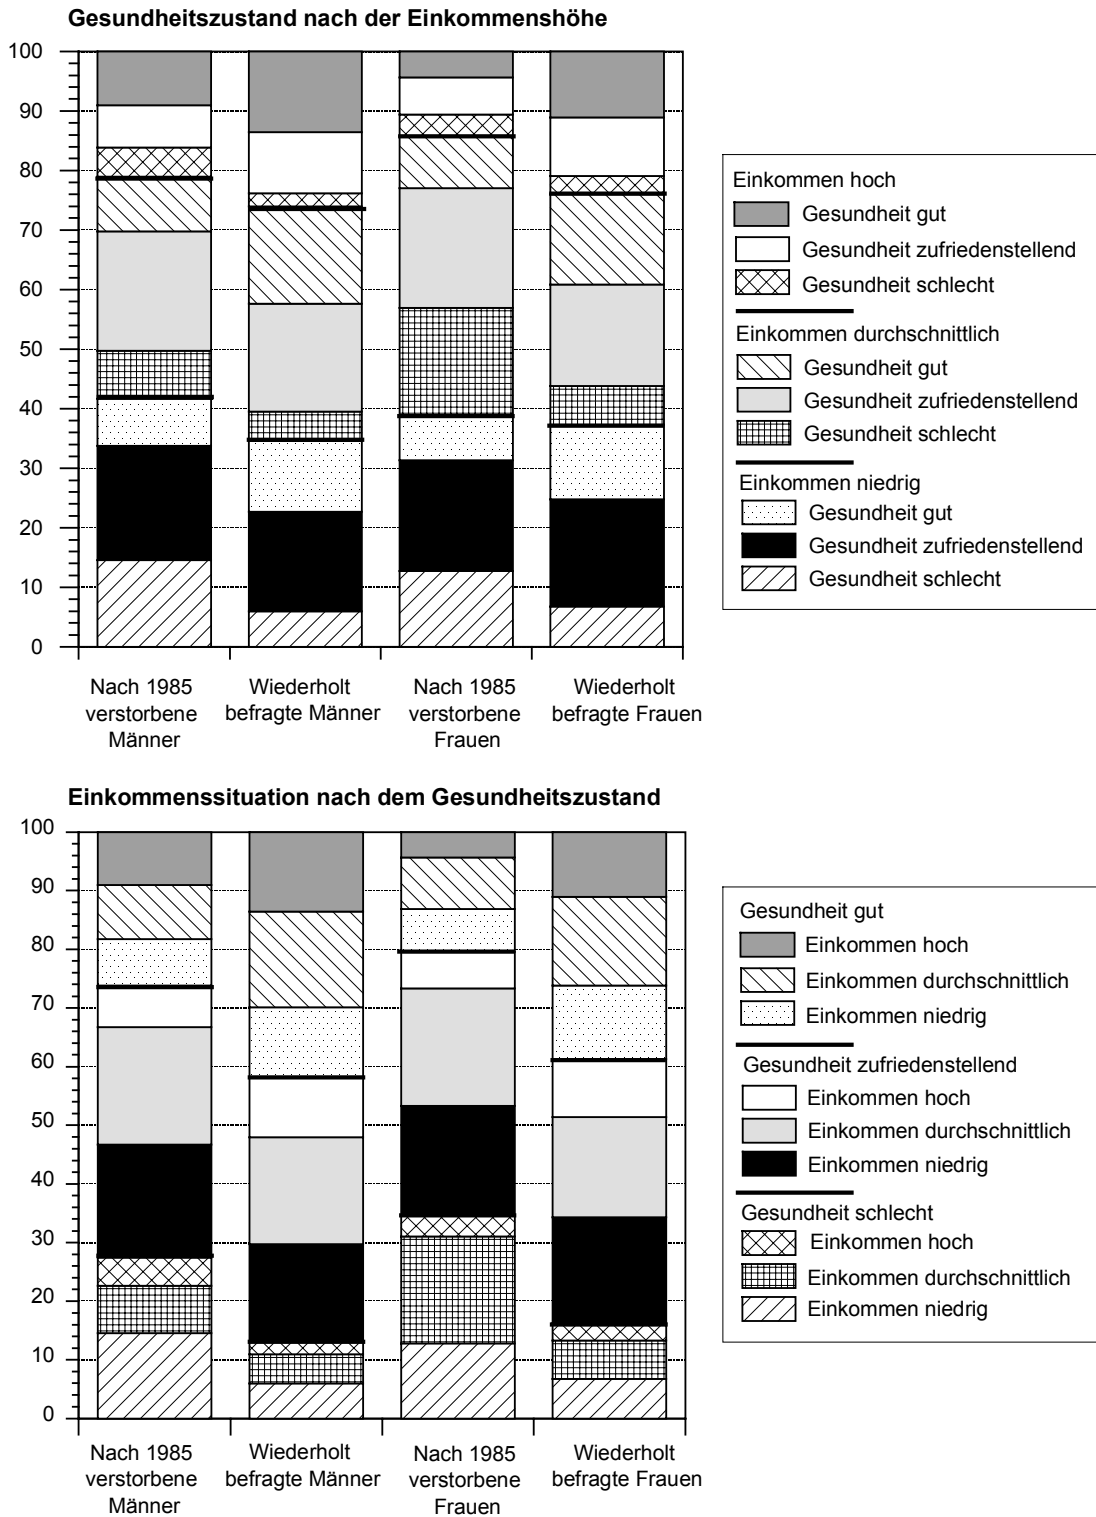 Gesundheitszustand nach der Einkommenshöhe
100
90
80
70
60
50
40
30
20
10
0
Nach 1985
verstorbene
Männer
Wiederholt
befragte Männer
Nach 1985
verstorbene
Frauen
Wiederholt
befragte Frauen
Einkommen hoch
Gesundheit gut
Gesundheit zufriedenstellend
Gesundheit schlecht
Einkommen durchschnittlich
Gesundheit gut
Gesundheit zufriedenstellend
Gesundheit schlecht
Einkommen niedrig
Gesundheit gut
Gesundheit zufriedenstellend
Gesundheit schlecht
Einkommenssituation nach dem Gesundheitszustand
100
90
80
70
60
50
40
30
20
10
0
Nach 1985
verstorbene
Männer
Wiederholt
befragte Männer
Nach 1985
verstorbene
Frauen
Wiederholt
befragte Frauen
Gesundheit gut
Einkommen hoch
Einkommen durchschnittlich
Einkommen niedrig
Gesundheit zufriedenstellend
Einkommen hoch
Einkommen durchschnittlich
Einkommen niedrig
Gesundheit schlecht
Einkommen hoch
Einkommen durchschnittlich
Einkommen niedrig